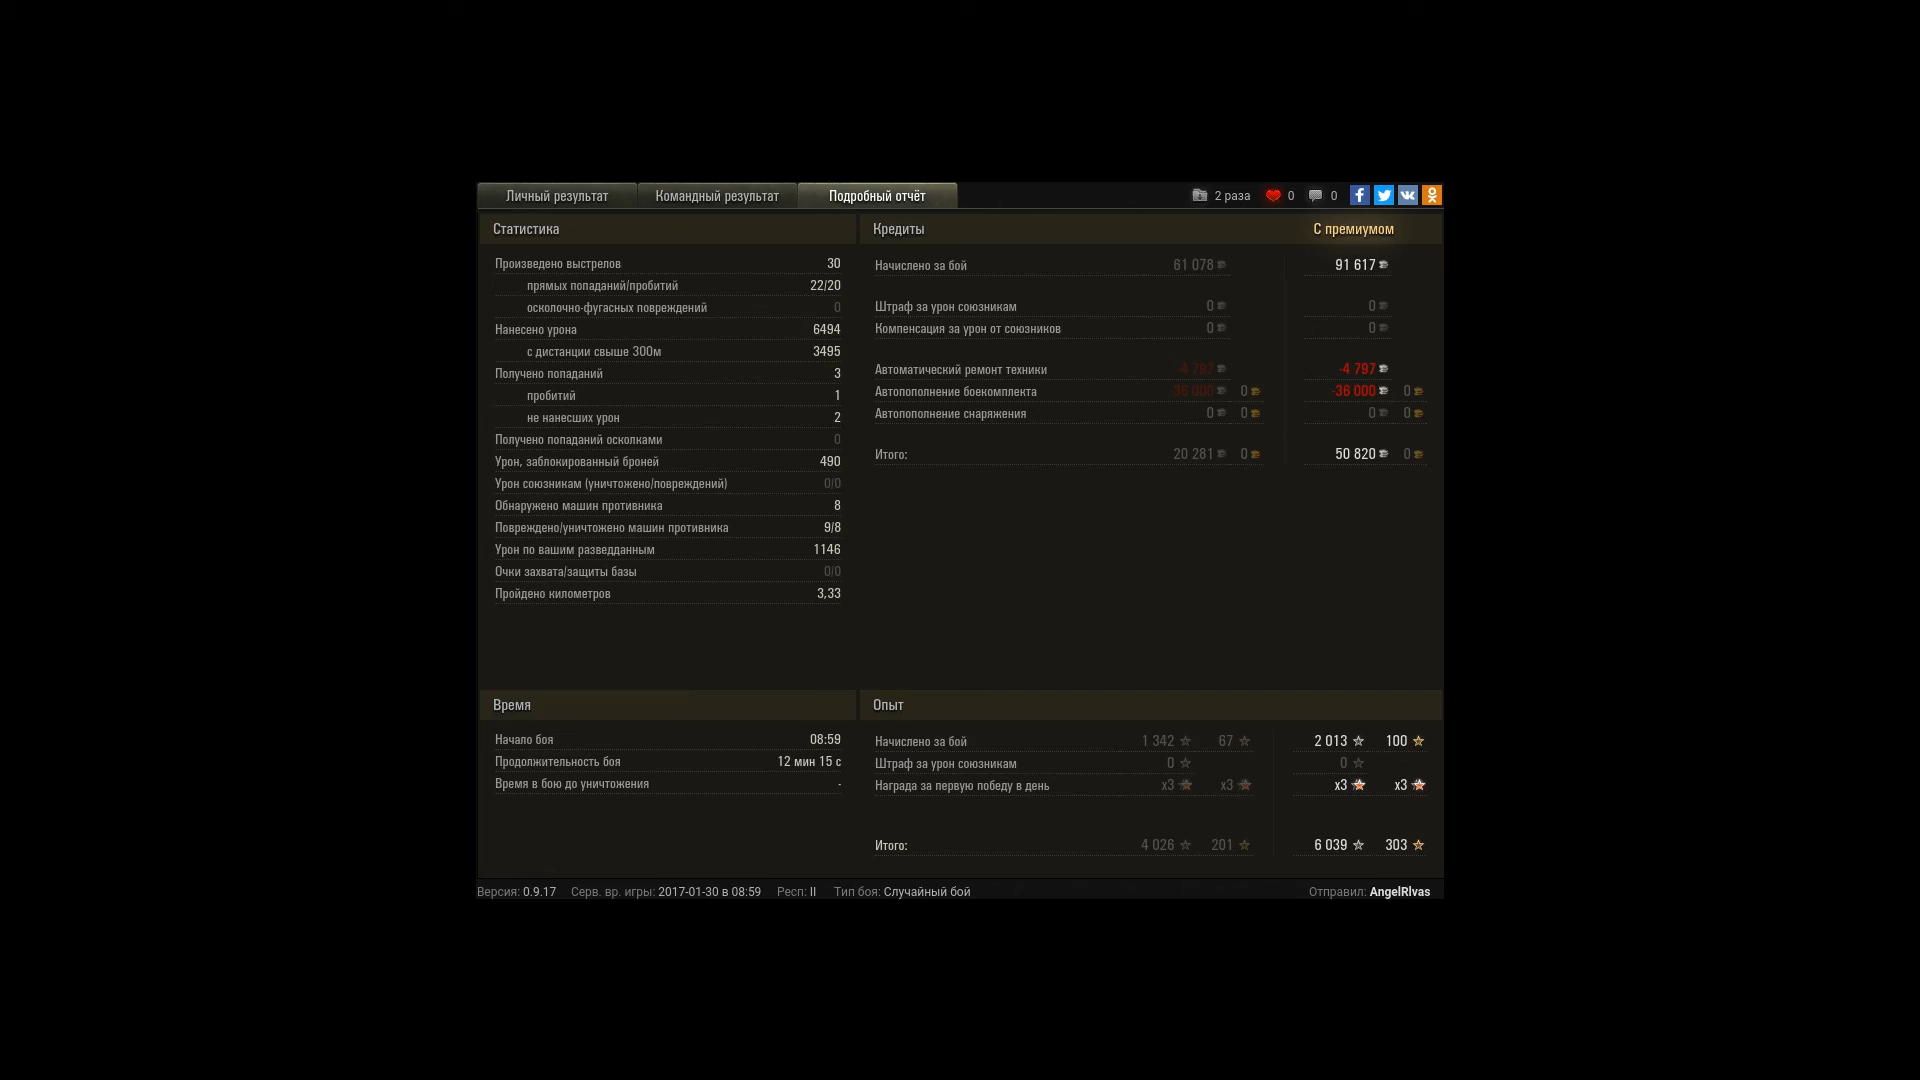 Личный результат Командный результат Подробный отчёт 2 раза 0 0
Статистика
Произведено выстрелов 30
прямых попаданий/пробитий 22/20
осколочно-фугасных повреждений 0
Нанесено урона 6494
с дистанции свыше 300м 3495
Получено попаданий 3
пробитий 1
не нанесших урон 2
Получено попаданий осколками 0
Урон, заблокированный броней 490
Урон союзникам (уничтожено/повреждений) 0/0
Обнаружено машин противника 8
Повреждено/уничтожено машин противника 9/8
Урон по вашим разведданным 1146
Очки захвата/защиты базы 0/0
Пройдено километров 3,33
Кредиты С премиумом
Начислено за бой 61 078 91 617
Штраф за урон союзникам 0 0
Компенсация за урон от союзников 0 0
Автоматический ремонт техники -4 797 -4 797
Автопополнение боекомплекта -36 000 0 -36 000 0
Автопополнение снаряжения 0 0 0 0
Итого: 20 281 0 50 820 0
Время
Начало боя 08:59
Продолжительность боя 12 мин 15 с
Время в бою до уничтожения -
Опыт
Начислено за бой 1 342 67 2 013 100
Штраф за урон союзникам 0 0
Награда за первую победу в день x3 x3 x3 x3
Итого: 4 026 201 6 039 303
Версия: 0.9.17 Серв. вр. игры: 2017-01-30 в 08:59 Респ: II Тип боя: Случайный бой Отправил: AngelRlvas